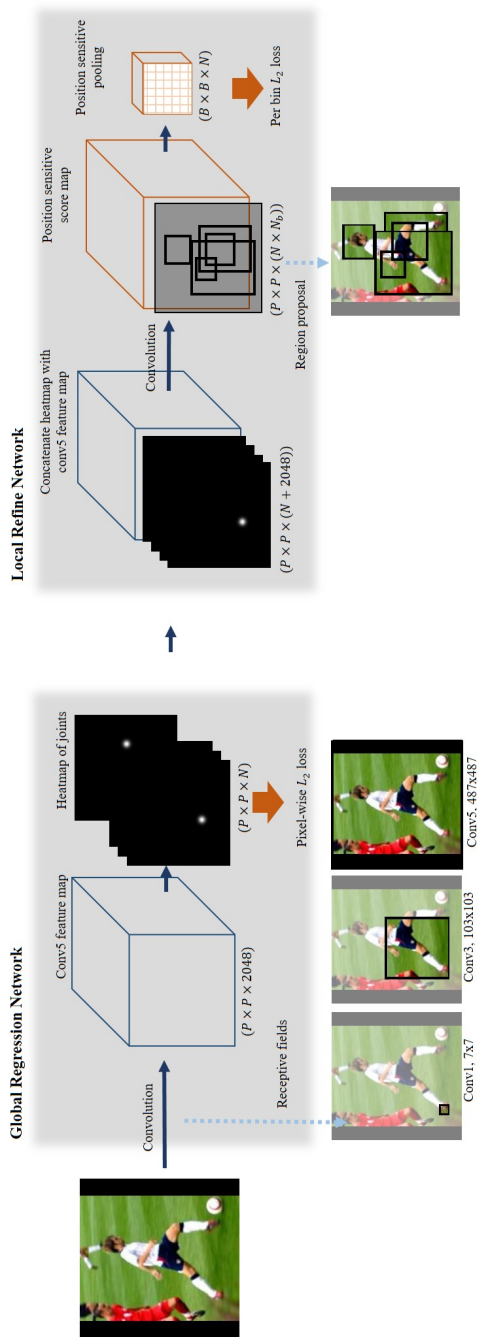 Global Regression Network
Convolution
Conv5 feature map
(P × P × 2048)
Heatmap of joints
(P × P × N)
Pixel-wise L₂ loss
Receptive fields
Conv1, 7x7
Conv3, 103x103
Conv5, 487x487
Local Refine Network
Concatenate heatmap with
conv5 feature map
(P × P × (N + 2048))
Convolution
Position sensitive
score map
(P × P × (N × N_b))
Region proposal
Position sensitive
pooling
(B × B × N)
Per bin L₂ loss